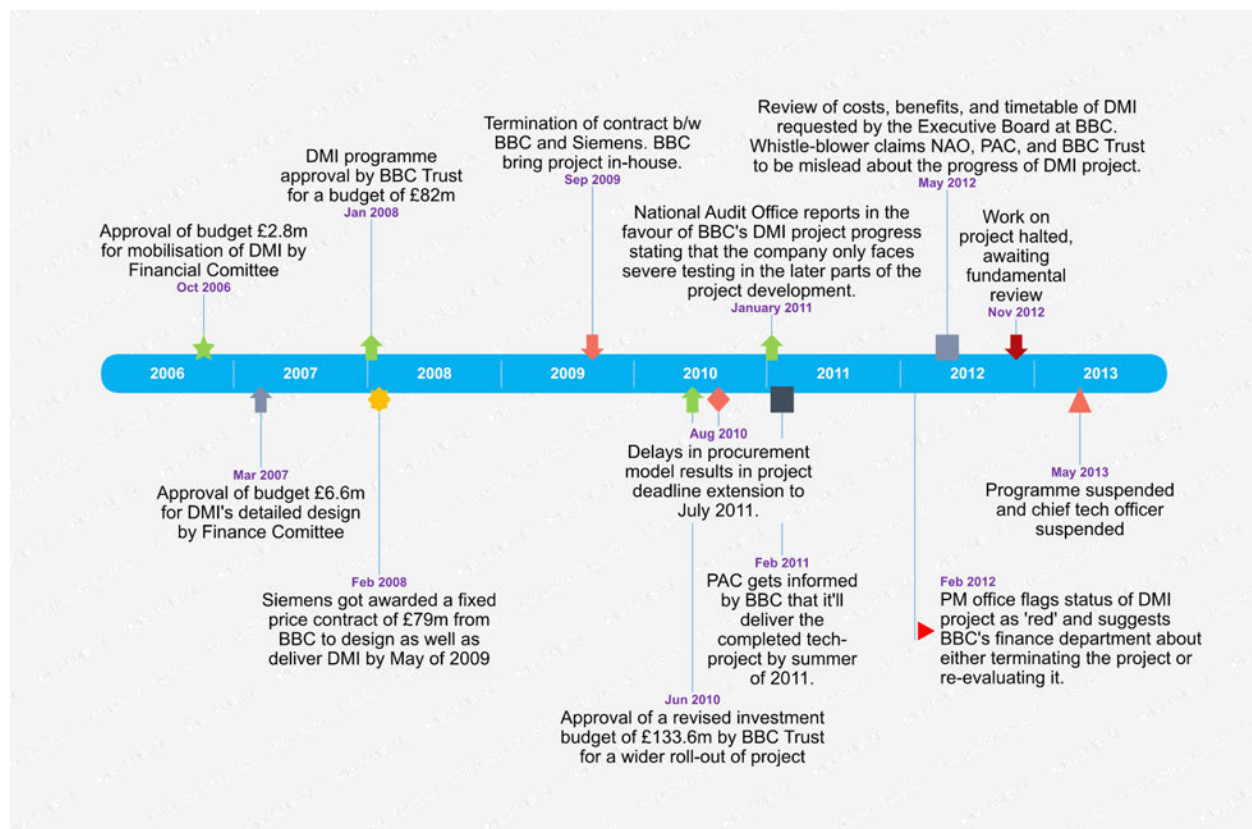 Approval of budget £2.8m
for mobilisation of DMI by
Financial Comittee
Oct 2006
DMI programme
approval by BBC Trust
for a budget of £82m
Jan 2008
Termination of contract b/w
BBC and Siemens. BBC
bring project in-house.
Sep 2009
National Audit Office reports in the
favour of BBC's DMI project progress
stating that the company only faces
severe testing in the later parts of the
project development.
January 2011
Review of costs, benefits, and timetable of DMI
requested by the Executive Board at BBC.
Whistle-blower claims NAO, PAC, and BBC Trust
to be mislead about the progress of DMI project.
May 2012
Work on
project halted,
awaiting
fundamental
review
Nov 2012
2006 2007 2008 2009 2010 2011 2012 2013
Mar 2007
Approval of budget £6.6m
for DMI's detailed design
by Finance Comittee
Feb 2008
Siemens got awarded a fixed
price contract of £79m from
BBC to design as well as
deliver DMI by May of 2009
Aug 2010
Delays in procurement
model results in project
deadline extension to
July 2011.
Jun 2010
Approval of a revised investment
budget of £133.6m by BBC Trust
for a wider roll-out of project
Feb 2011
PAC gets informed
by BBC that it'll
deliver the
completed tech-
project by summer
of 2011.
Feb 2012
PM office flags status of DMI
project as 'red' and suggests
BBC's finance department about
either terminating the project or
re-evaluating it.
May 2013
Programme suspended
and chief tech officer
suspended